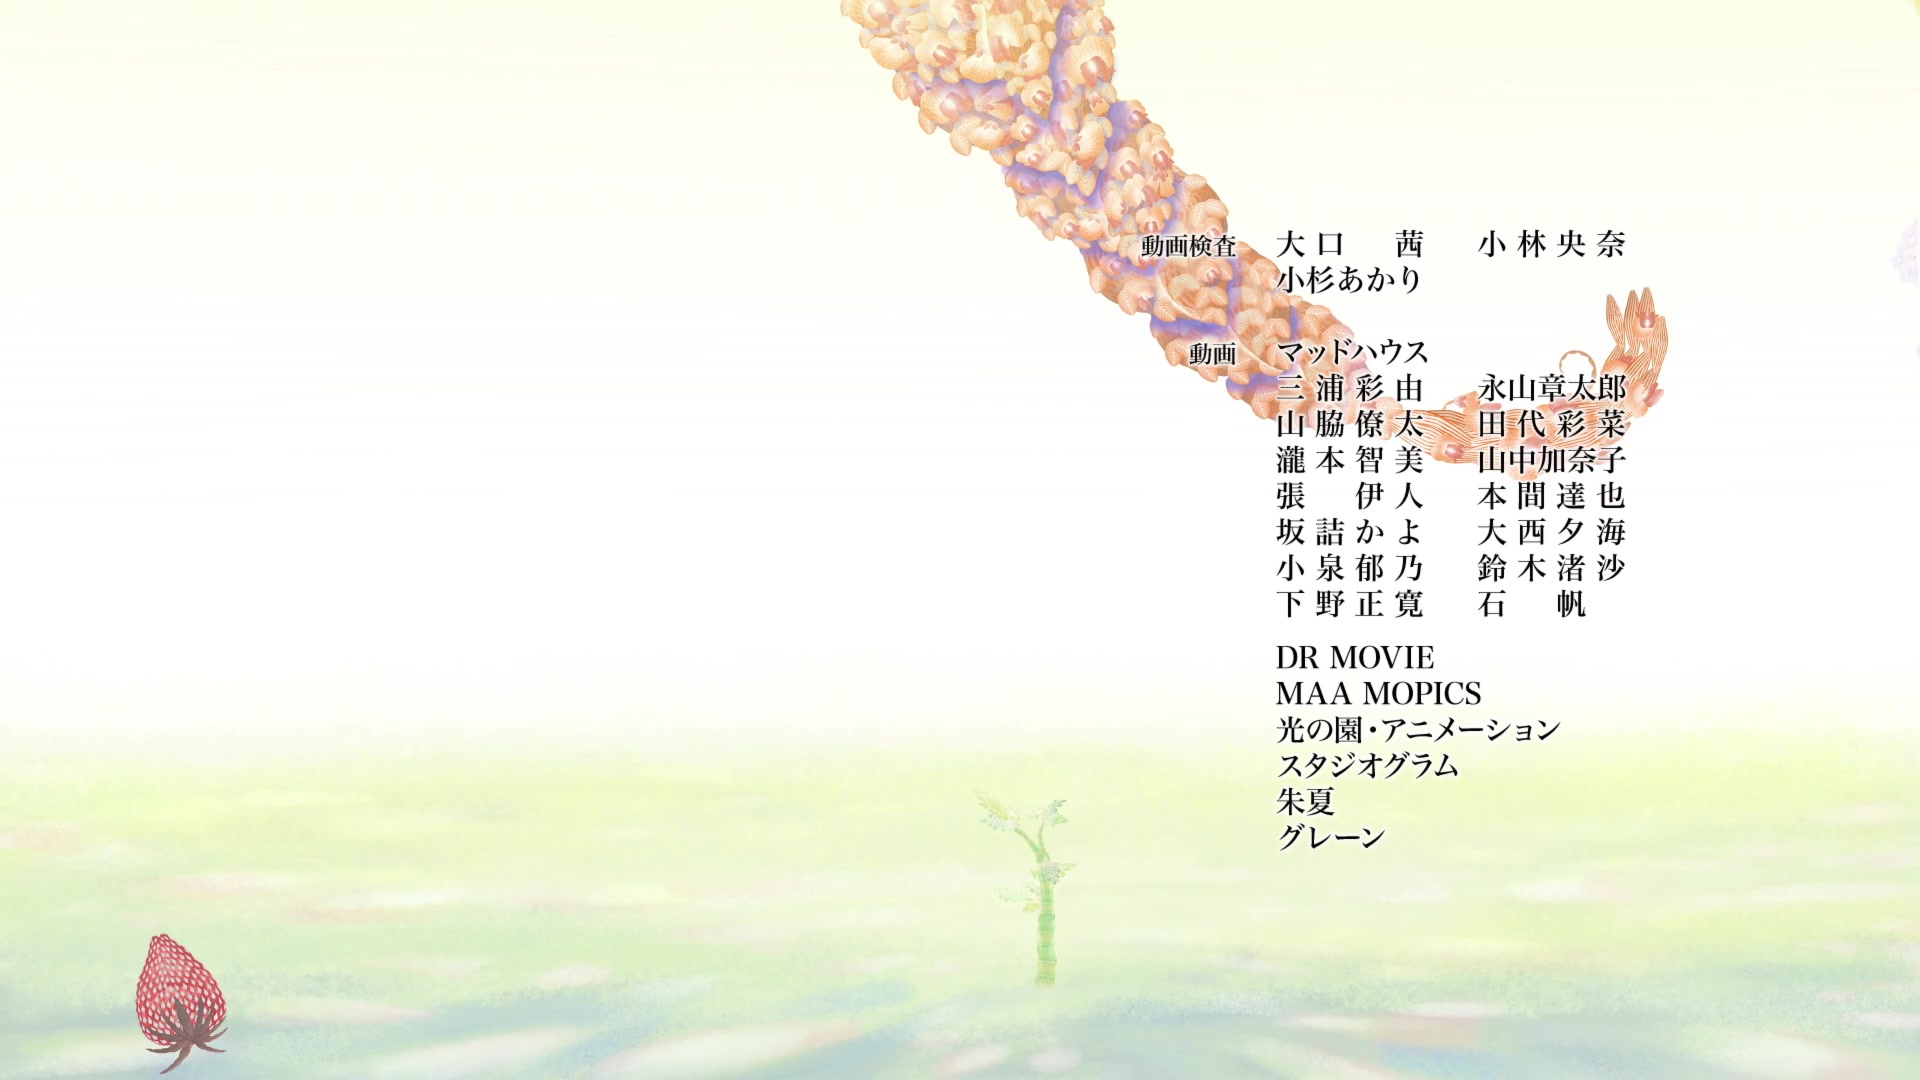 動画検査 大口 茜 小林央奈
小杉あかり
動画 マッドハウス
三浦彩由 永山章太郎
山脇僚太 田代彩菜
瀧本智美 山中加奈子
張 伊人 本間達也
坂詰かよ 大西夕海
小泉郁乃 鈴木渚沙
下野正寛 石 帆
DR MOVIE
MAA MOPICS
光の園・アニメーション
スタジオグラム
朱夏
グレーン